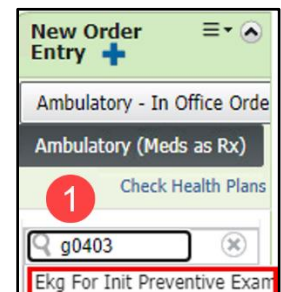 New Order
Entry
Ambulatory - In Office Orde
Ambulatory (Meds as Rx)
1
Check Health Plans
g0403
Ekg For Init Preventive Exam